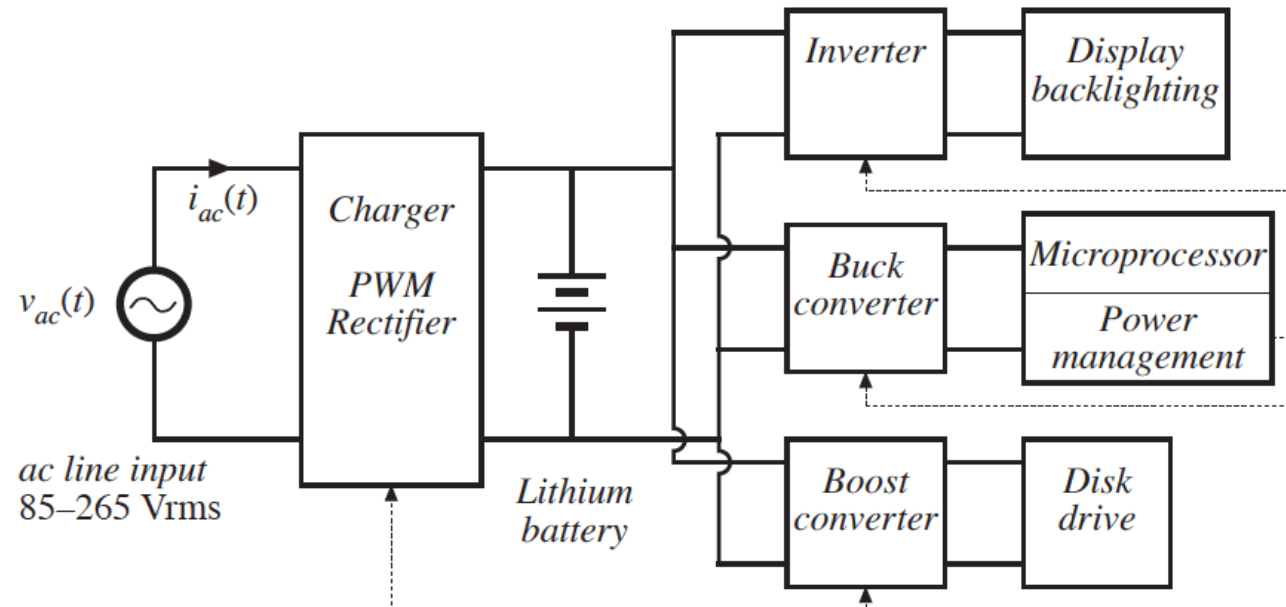 i_ac(t)
v_ac(t)
ac line input
85–265 Vrms
Charger
PWM
Rectifier
Lithium
battery
Inverter
Display
backlighting
Buck
converter
Microprocessor
Power
management
Boost
converter
Disk
drive